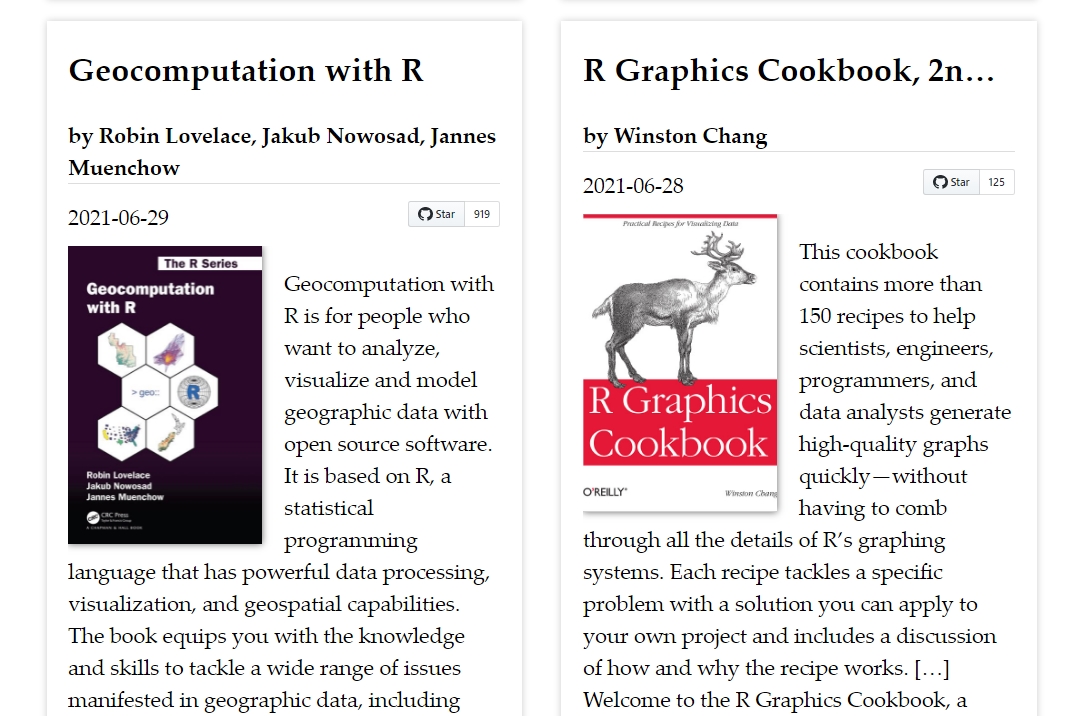 Geocomputation with R
by Robin Lovelace, Jakub Nowosad, Jannes
Muenchow
2021-06-29
Star 919
The R Series
Geocomputation
with R
> geo::
R
Robin Lovelace
Jakub Nowosad
Jannes Muenchow
CRC Press
Geocomputation with
R is for people who
want to analyze,
visualize and model
geographic data with
open source software.
It is based on R, a
statistical
programming
language that has powerful data processing,
visualization, and geospatial capabilities.
The book equips you with the knowledge
and skills to tackle a wide range of issues
manifested in geographic data, including
R Graphics Cookbook, 2n…
by Winston Chang
2021-06-28
Star 125
Practical Recipes for Visualizing Data
R Graphics
Cookbook
O'REILLY®
Winston Chang
This cookbook
contains more than
150 recipes to help
scientists, engineers,
programmers, and
data analysts generate
high-quality graphs
quickly—without
having to comb
through all the details of R’s graphing
systems. Each recipe tackles a specific
problem with a solution you can apply to
your own project and includes a discussion
of how and why the recipe works. […]
Welcome to the R Graphics Cookbook, a